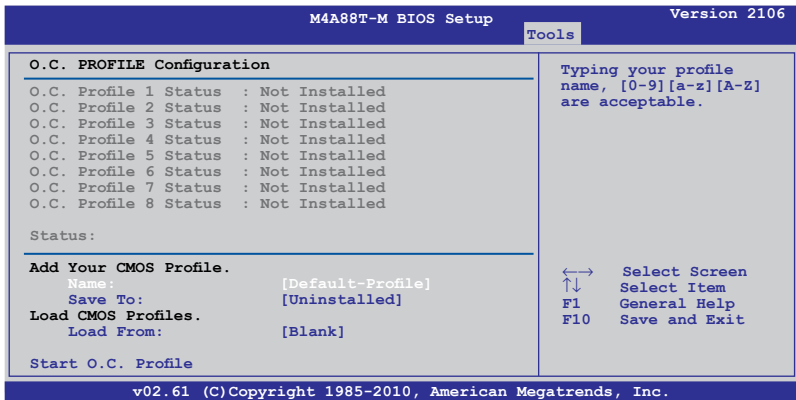 M4A88T-M BIOS Setup
Version 2106
Tools
O.C. PROFILE Configuration
O.C. Profile 1 Status : Not Installed
O.C. Profile 2 Status : Not Installed
O.C. Profile 3 Status : Not Installed
O.C. Profile 4 Status : Not Installed
O.C. Profile 5 Status : Not Installed
O.C. Profile 6 Status : Not Installed
O.C. Profile 7 Status : Not Installed
O.C. Profile 8 Status : Not Installed
Status:
Add Your CMOS Profile.
Name: [Default-Profile]
Save To: [Uninstalled]
Load CMOS Profiles.
Load From: [Blank]
Start O.C. Profile
Typing your profile
name, [0-9][a-z][A-Z]
are acceptable.
←→ Select Screen
↑↓ Select Item
F1 General Help
F10 Save and Exit
v02.61 (C)Copyright 1985-2010, American Megatrends, Inc.